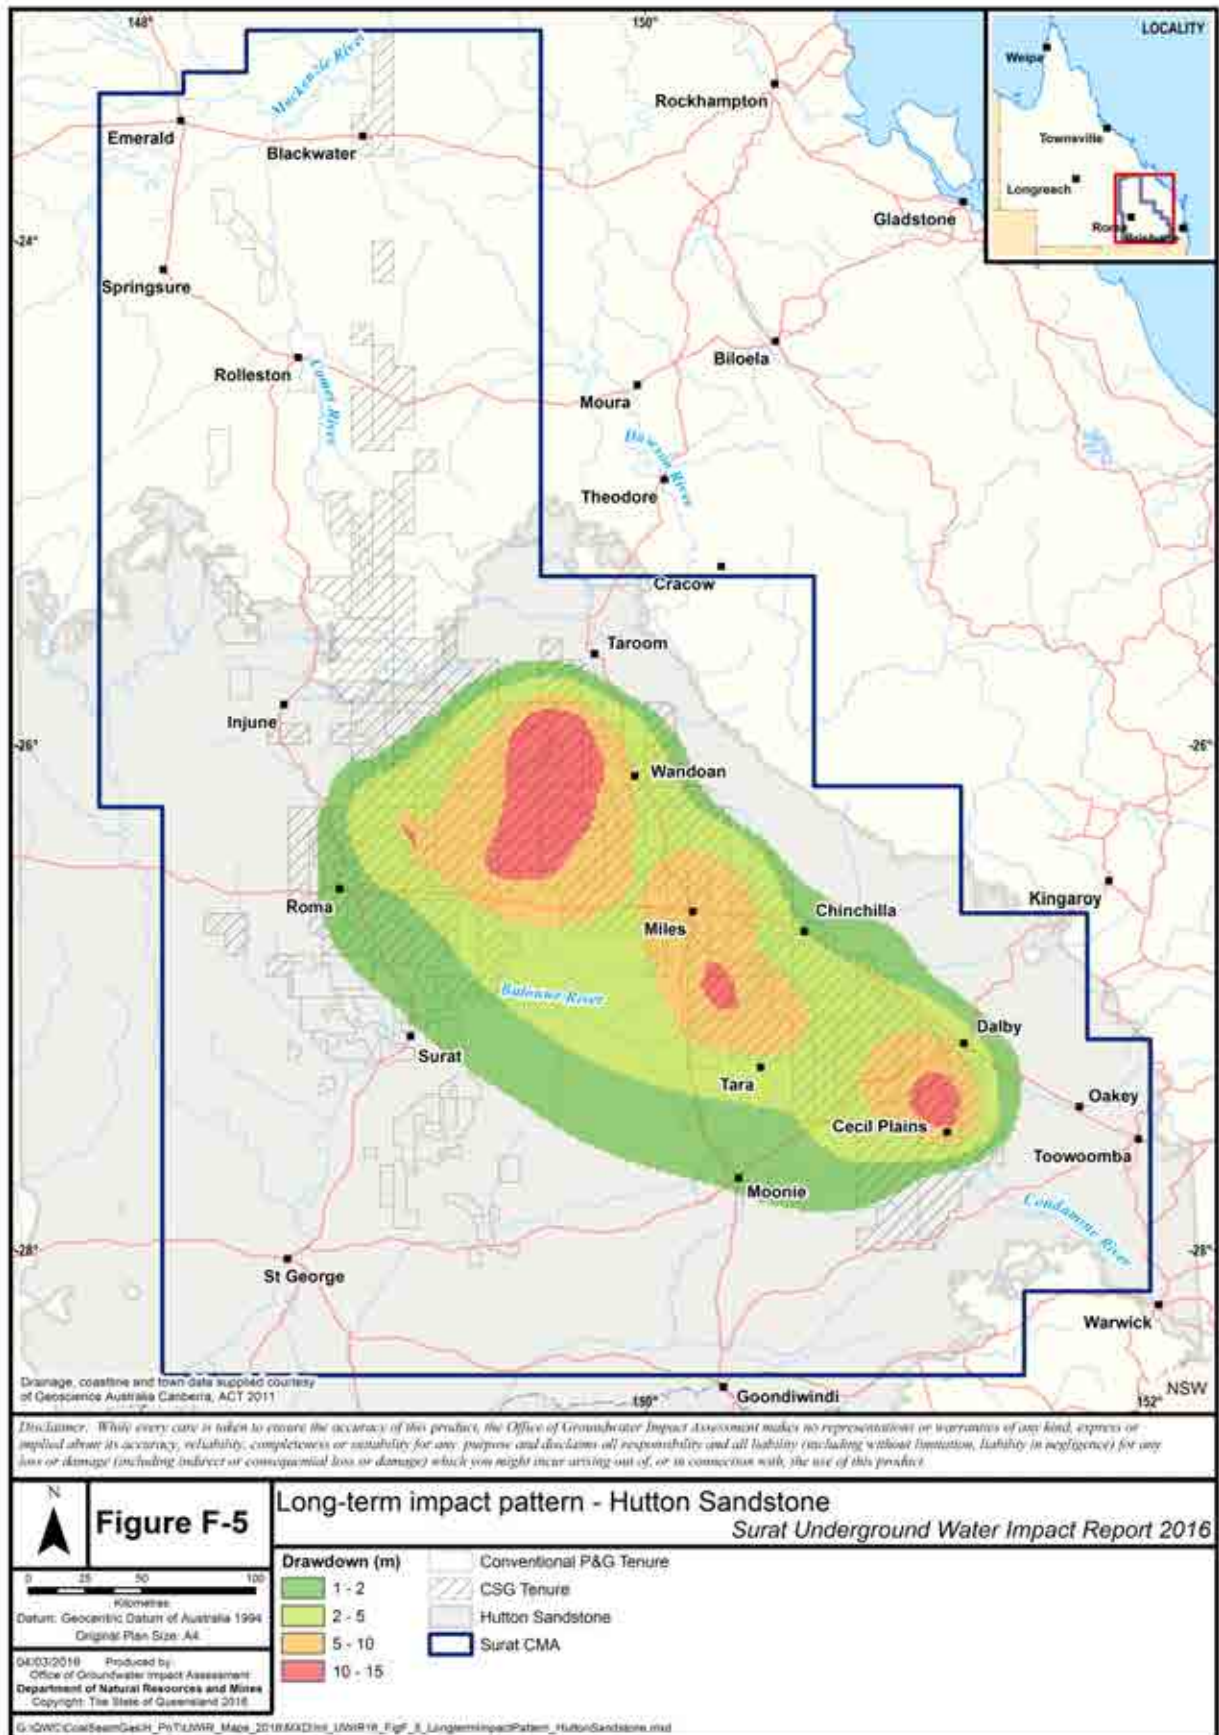 148°
150°
LOCALITY
Weipa
Townsville
Longreach
Roma
Brisbane
Mackenzie River
Rockhampton
Emerald
Blackwater
Gladstone
-24°
Springsure
Biloela
Rolleston
Comet River
Moura
Dawson River
Theodore
Cracow
Taroom
Injune
-26°
-26°
Wandoan
Roma
Kingaroy
Chinchilla
Miles
Balonne River
Dalby
Surat
Tara
Oakey
Cecil Plains
Toowoomba
Moonie
Condamine River
-28°
-28°
St George
Warwick
Drainage, coastline and town data supplied courtesy
of Geoscience Australia Canberra, ACT 2011
150°
152°
NSW
Goondiwindi
Disclaimer: While every care is taken to ensure the accuracy of this product, the Office of Groundwater Impact Assessment makes no representations or warranties of any kind, express or
implied about its accuracy, reliability, completeness or suitability for any purpose and disclaims all responsibility and all liability (including without limitation, liability in negligence) for any
loss or damage (including indirect or consequential loss or damage) which you might incur arising out of, or in connection with, the use of this product.
N
Figure F-5
Long-term impact pattern - Hutton Sandstone
Surat Underground Water Impact Report 2016
0 25 50 100
Kilometres
Datum: Geocentric Datum of Australia 1994
Original Plan Size: A4
04/03/2016 Produced by:
Office of Groundwater Impact Assessment
Department of Natural Resources and Mines
Copyright: The State of Queensland 2016
Drawdown (m)
1 - 2
2 - 5
5 - 10
10 - 15
Conventional P&G Tenure
CSG Tenure
Hutton Sandstone
Surat CMA